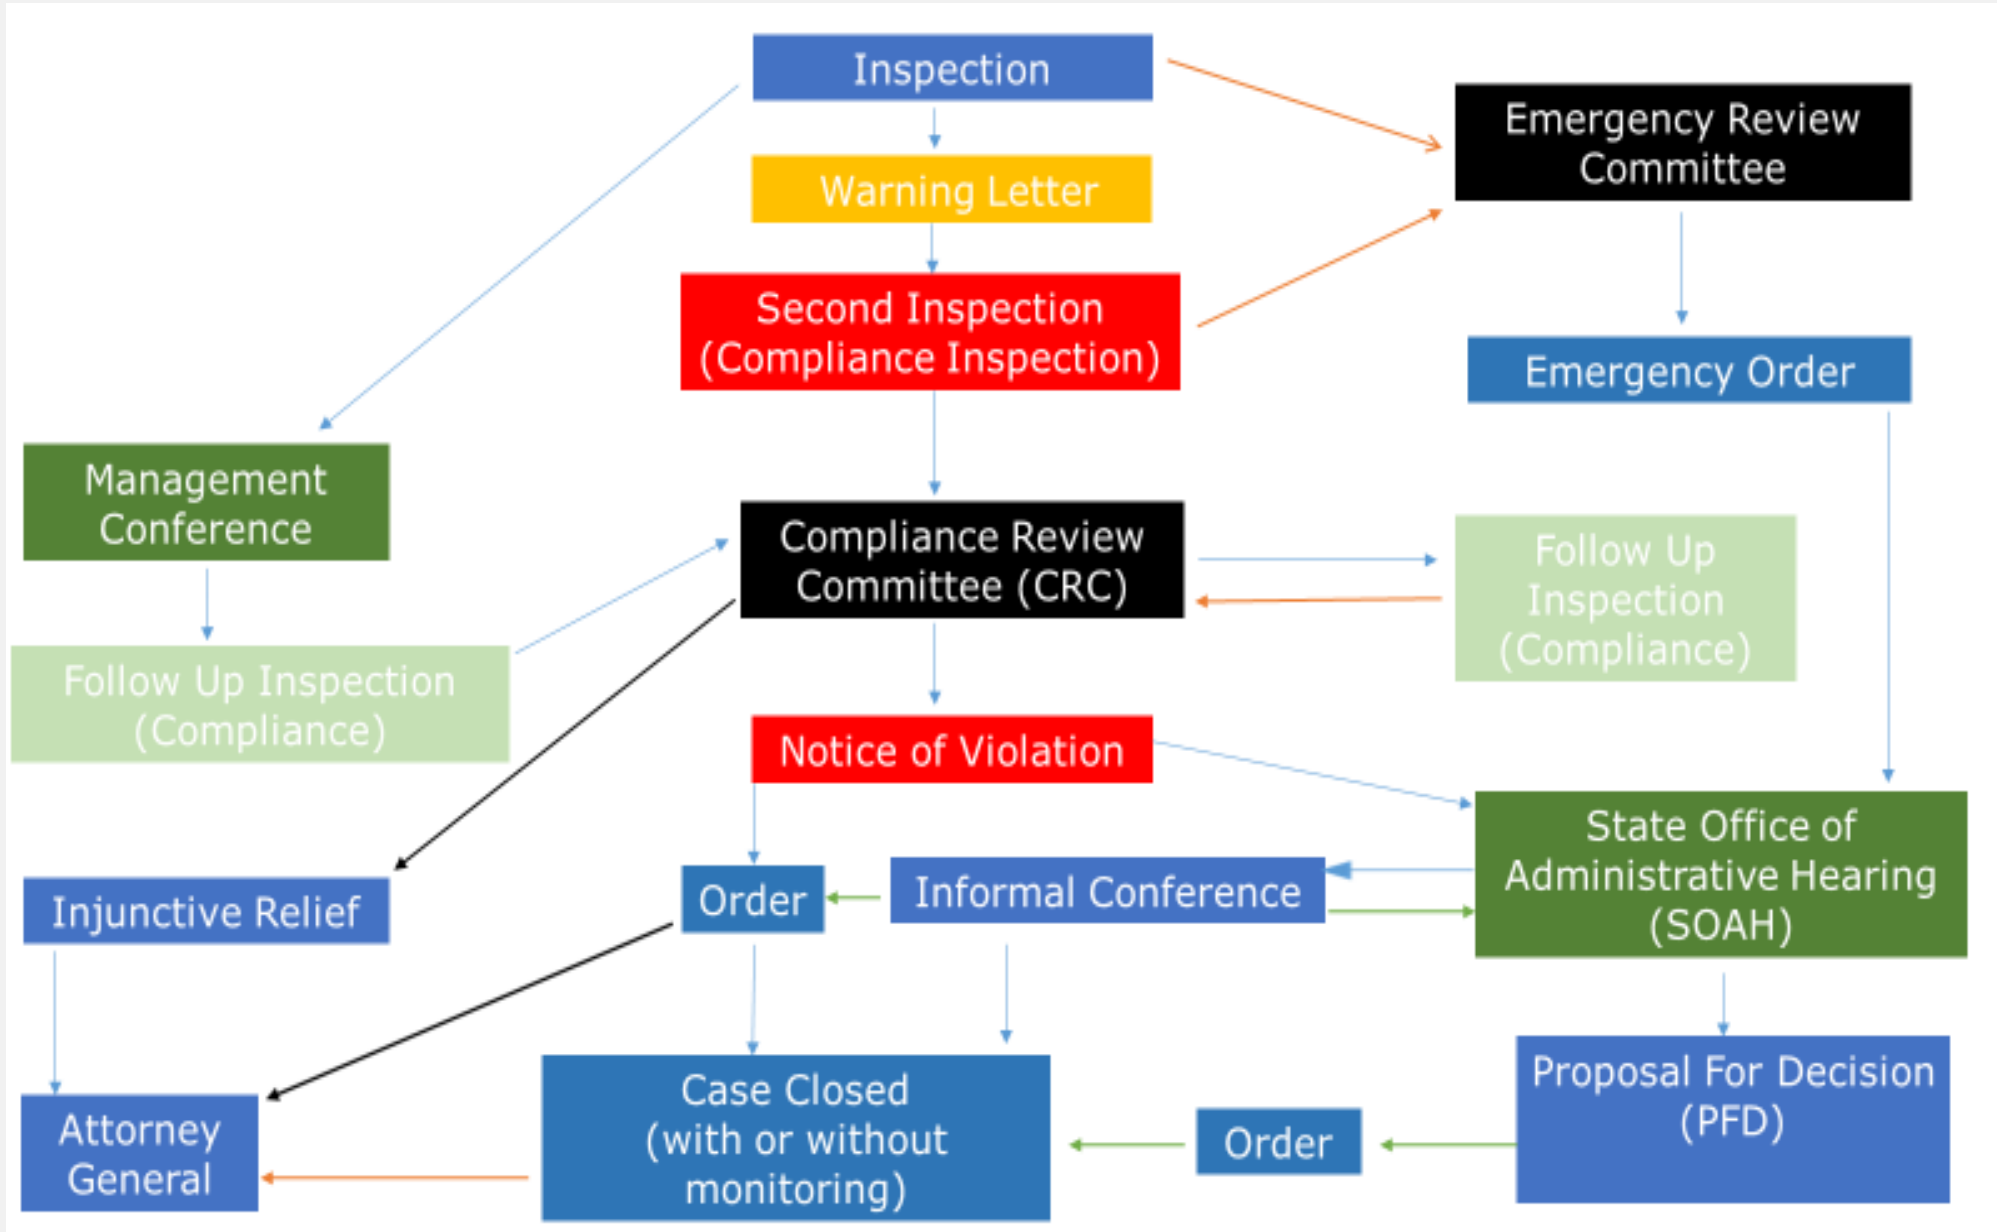 Inspection
Emergency Review
Committee
Warning Letter
Second Inspection
(Compliance Inspection)
Emergency Order
Management
Conference
Compliance Review
Committee (CRC)
Follow Up
Inspection
(Compliance)
Follow Up Inspection
(Compliance)
Notice of Violation
State Office of
Administrative Hearing
(SOAH)
Order
Informal Conference
Injunctive Relief
Proposal For Decision
(PFD)
Case Closed
(with or without
monitoring)
Order
Attorney
General